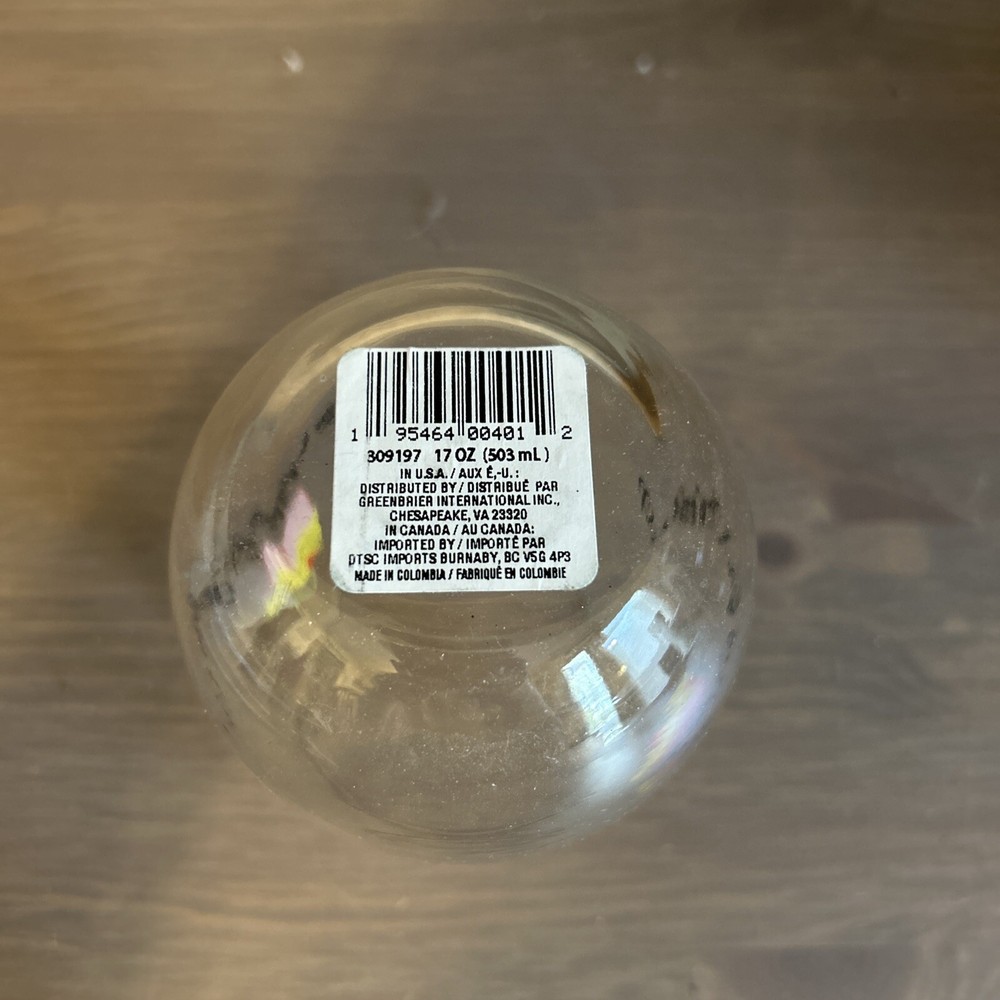 1 95464 00401 2
309197 17 OZ (503 mL)
IN U.S.A. / AUX É,-U. :
DISTRIBUTED BY / DISTRIBUÉ PAR
GREENBRIER INTERNATIONAL INC.,
CHESAPEAKE, VA 23320
IN CANADA / AU CANADA:
IMPORTED BY / IMPORTÉ PAR
DTSC IMPORTS BURNABY, BC V5G 4P3
MADE IN COLOMBIA / FABRIQUÉ EN COLOMBIE